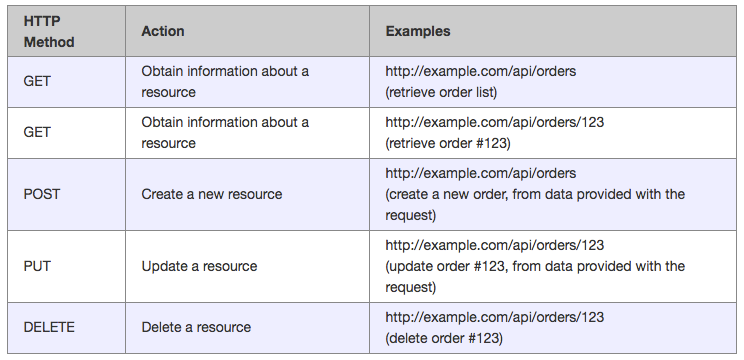 HTTP Method
Action
Examples
GET
Obtain information about a
resource
http://example.com/api/orders
(retrieve order list)
GET
Obtain information about a
resource
http://example.com/api/orders/123
(retrieve order #123)
POST
Create a new resource
http://example.com/api/orders
(create a new order, from data provided with the
request)
PUT
Update a resource
http://example.com/api/orders/123
(update order #123, from data provided with the
request)
DELETE
Delete a resource
http://example.com/api/orders/123
(delete order #123)